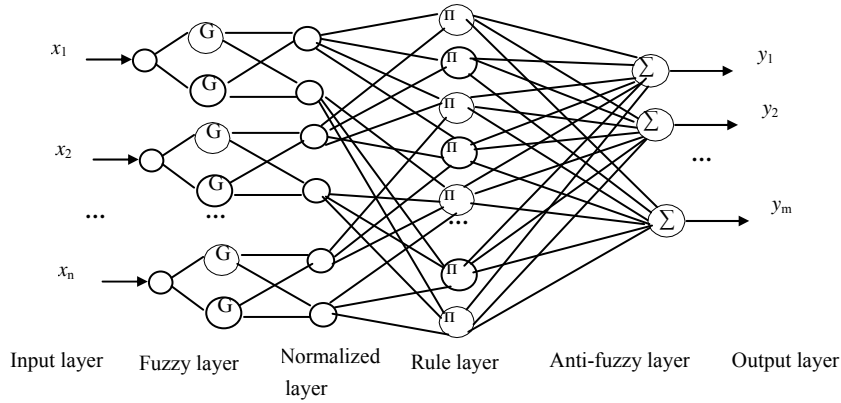 x1 G G Π Π Σ y1
x2 G G Π Π Π Σ y2
... ... ... ...
xn G G Π Π Σ ym
Input layer Fuzzy layer Normalized layer Rule layer Anti-fuzzy layer Output layer